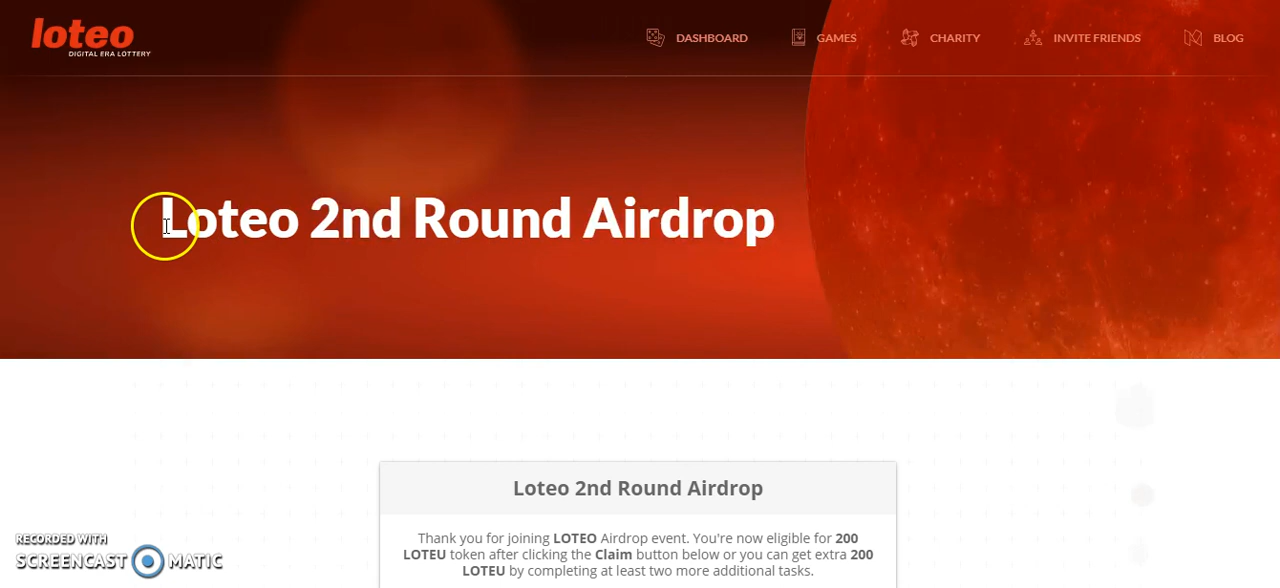 loteo
DIGITAL ERA LOTTERY
DASHBOARD
GAMES
CHARITY
INVITE FRIENDS
BLOG
Loteo 2nd Round Airdrop
Loteo 2nd Round Airdrop
Thank you for joining LOTEO Airdrop event. You're now eligible for 200
LOTEU token after clicking the Claim button below or you can get extra 200
LOTEU by completing at least two more additional tasks.
RECORDED WITH
SCREENCAST MATIC